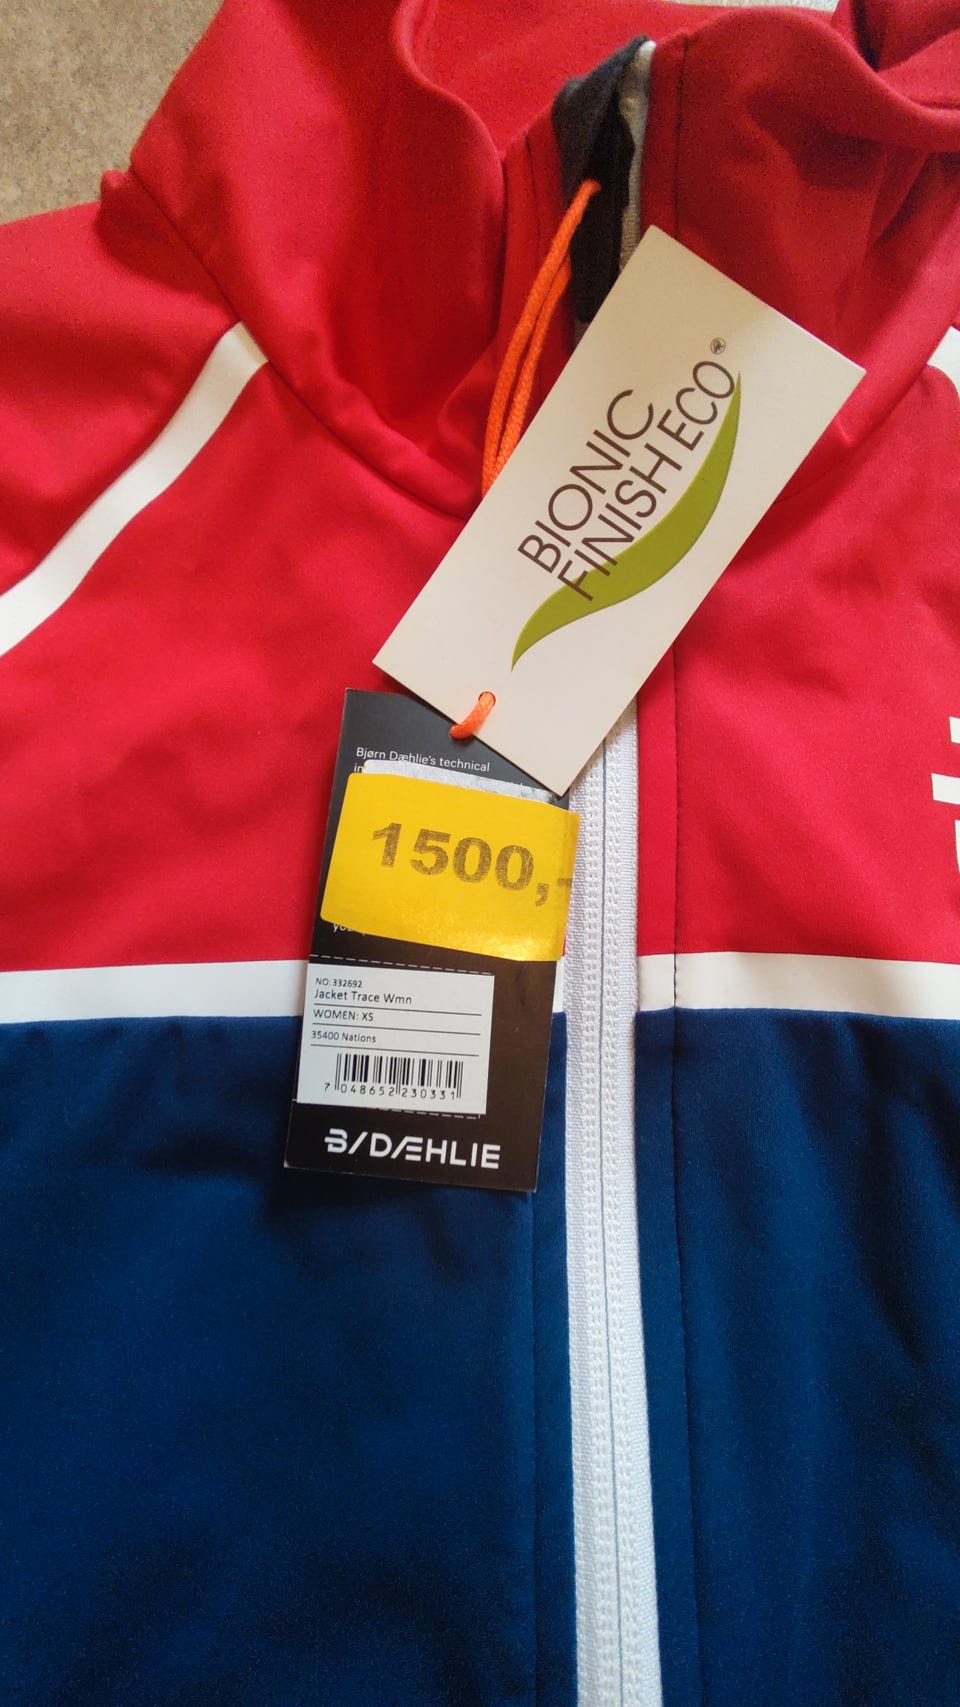 BIONIC
FINISH ECO®
Bjørn Dæhlie's technical
1500,-
NO:332692
Jacket Trace Wmn
WOMEN: XS
35400 Nations
7 048652 230331
B/DÆHLIE